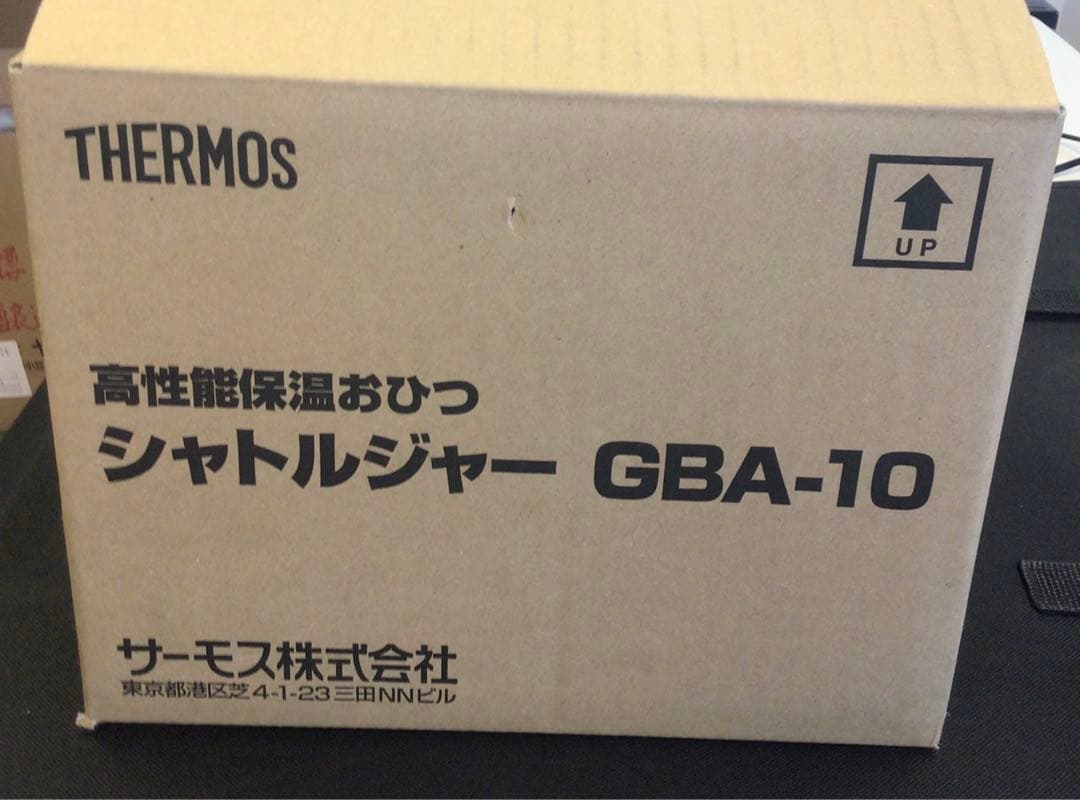 THERMOS
UP
高性能保温おひつ
シャトルジャー GBA-10
サーモス株式会社
東京都港区芝4-1-23三田NNビル